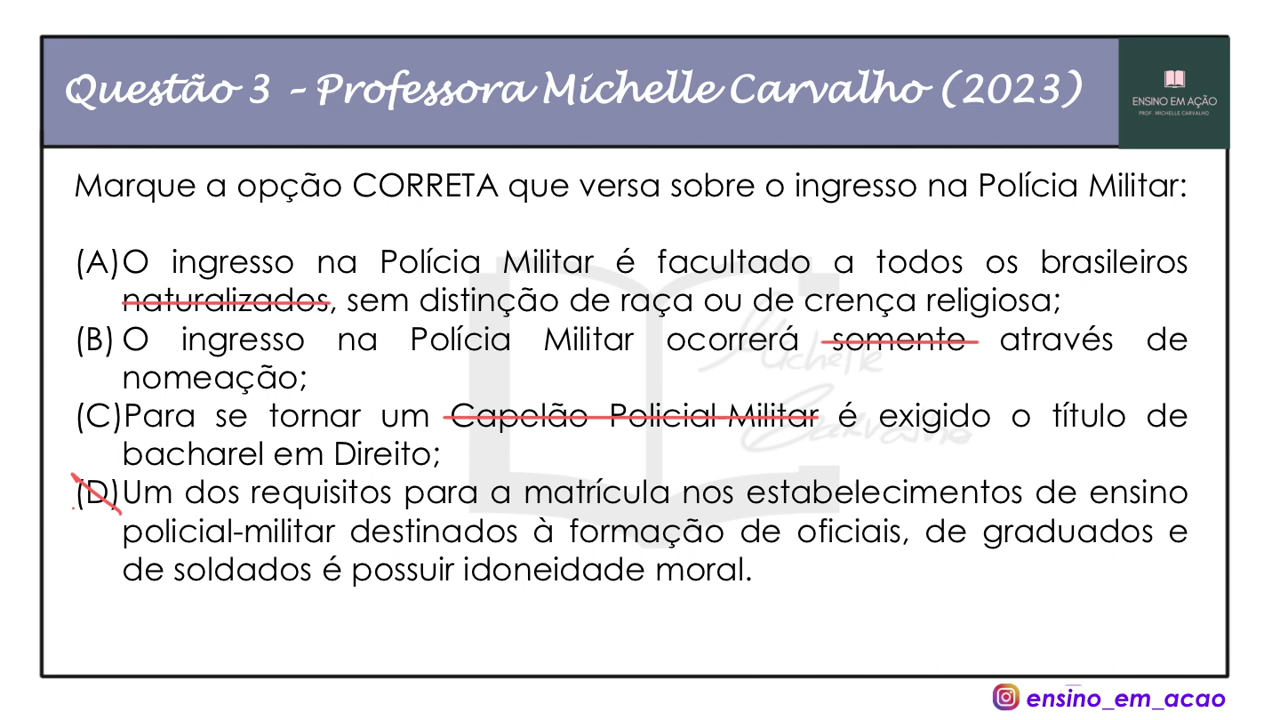 Questão 3 – Professora Michelle Carvalho (2023)
ENSINO EM AÇÃO
PROF. MICHELLE CARVALHO
Marque a opção CORRETA que versa sobre o ingresso na Polícia Militar:
(A) O ingresso na Polícia Militar é facultado a todos os brasileiros
naturalizados, sem distinção de raça ou de crença religiosa;
(B) O ingresso na Polícia Militar ocorrerá somente através de
nomeação;
(C) Para se tornar um Capelão Policial-Militar é exigido o título de
bacharel em Direito;
(D) Um dos requisitos para a matrícula nos estabelecimentos de ensino
policial-militar destinados à formação de oficiais, de graduados e
de soldados é possuir idoneidade moral.
Michelle
Carvalho
ensino_em_acao